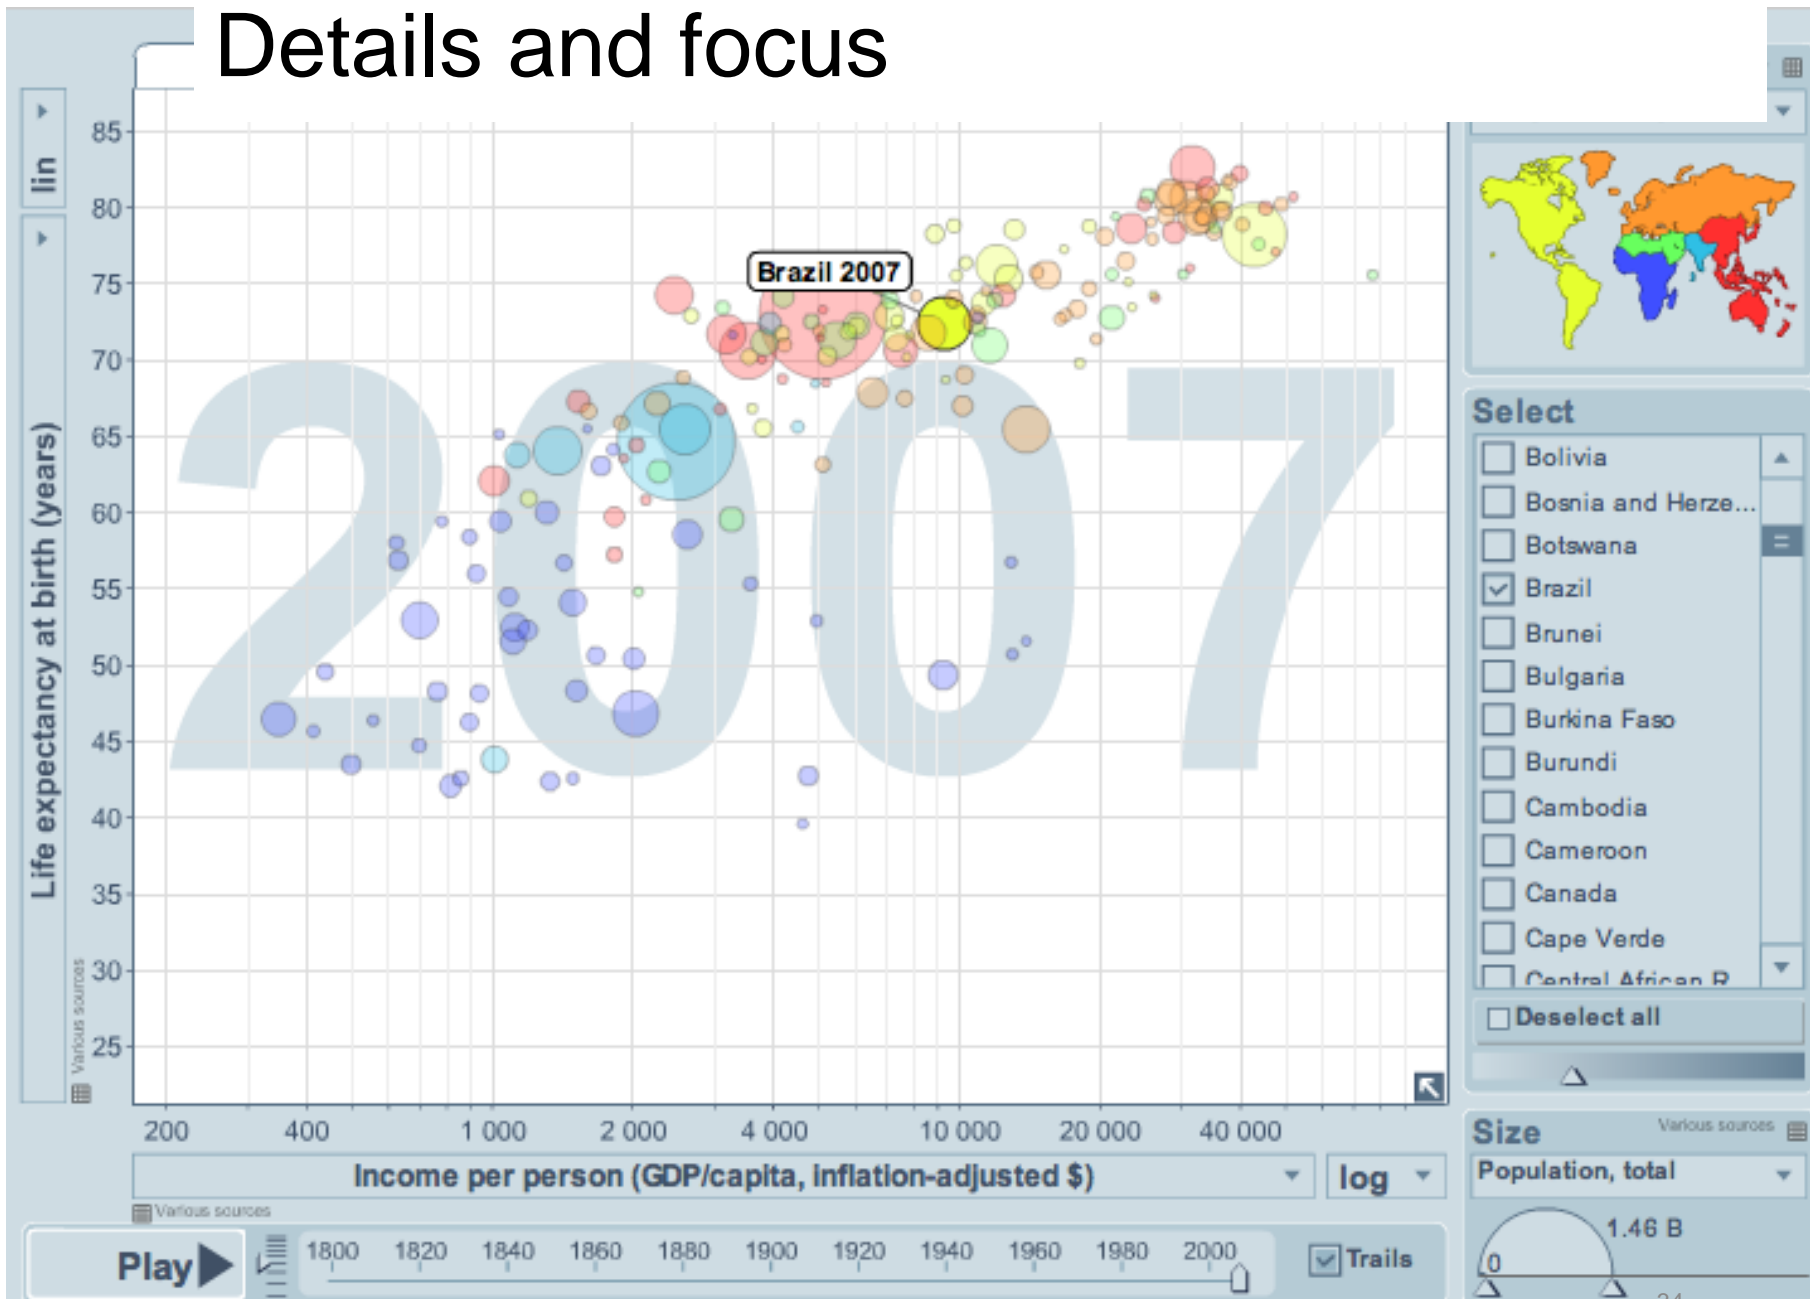 Details and focus
lin
85
80
75
70
65
60
55
50
45
40
35
30
25
Life expectancy at birth (years)
Various sources
Brazil 2007
2007
200 400 1 000 2 000 4 000 10 000 20 000 40 000
Income per person (GDP/capita, inflation-adjusted $)
log
Various sources
Play
1800 1820 1840 1860 1880 1900 1920 1940 1960 1980 2000
Trails
Select
Bolivia
Bosnia and Herze...
Botswana
Brazil
Brunei
Bulgaria
Burkina Faso
Burundi
Cambodia
Cameroon
Canada
Cape Verde
Central African R
Deselect all
Size
Various sources
Population, total
1.46 B
0